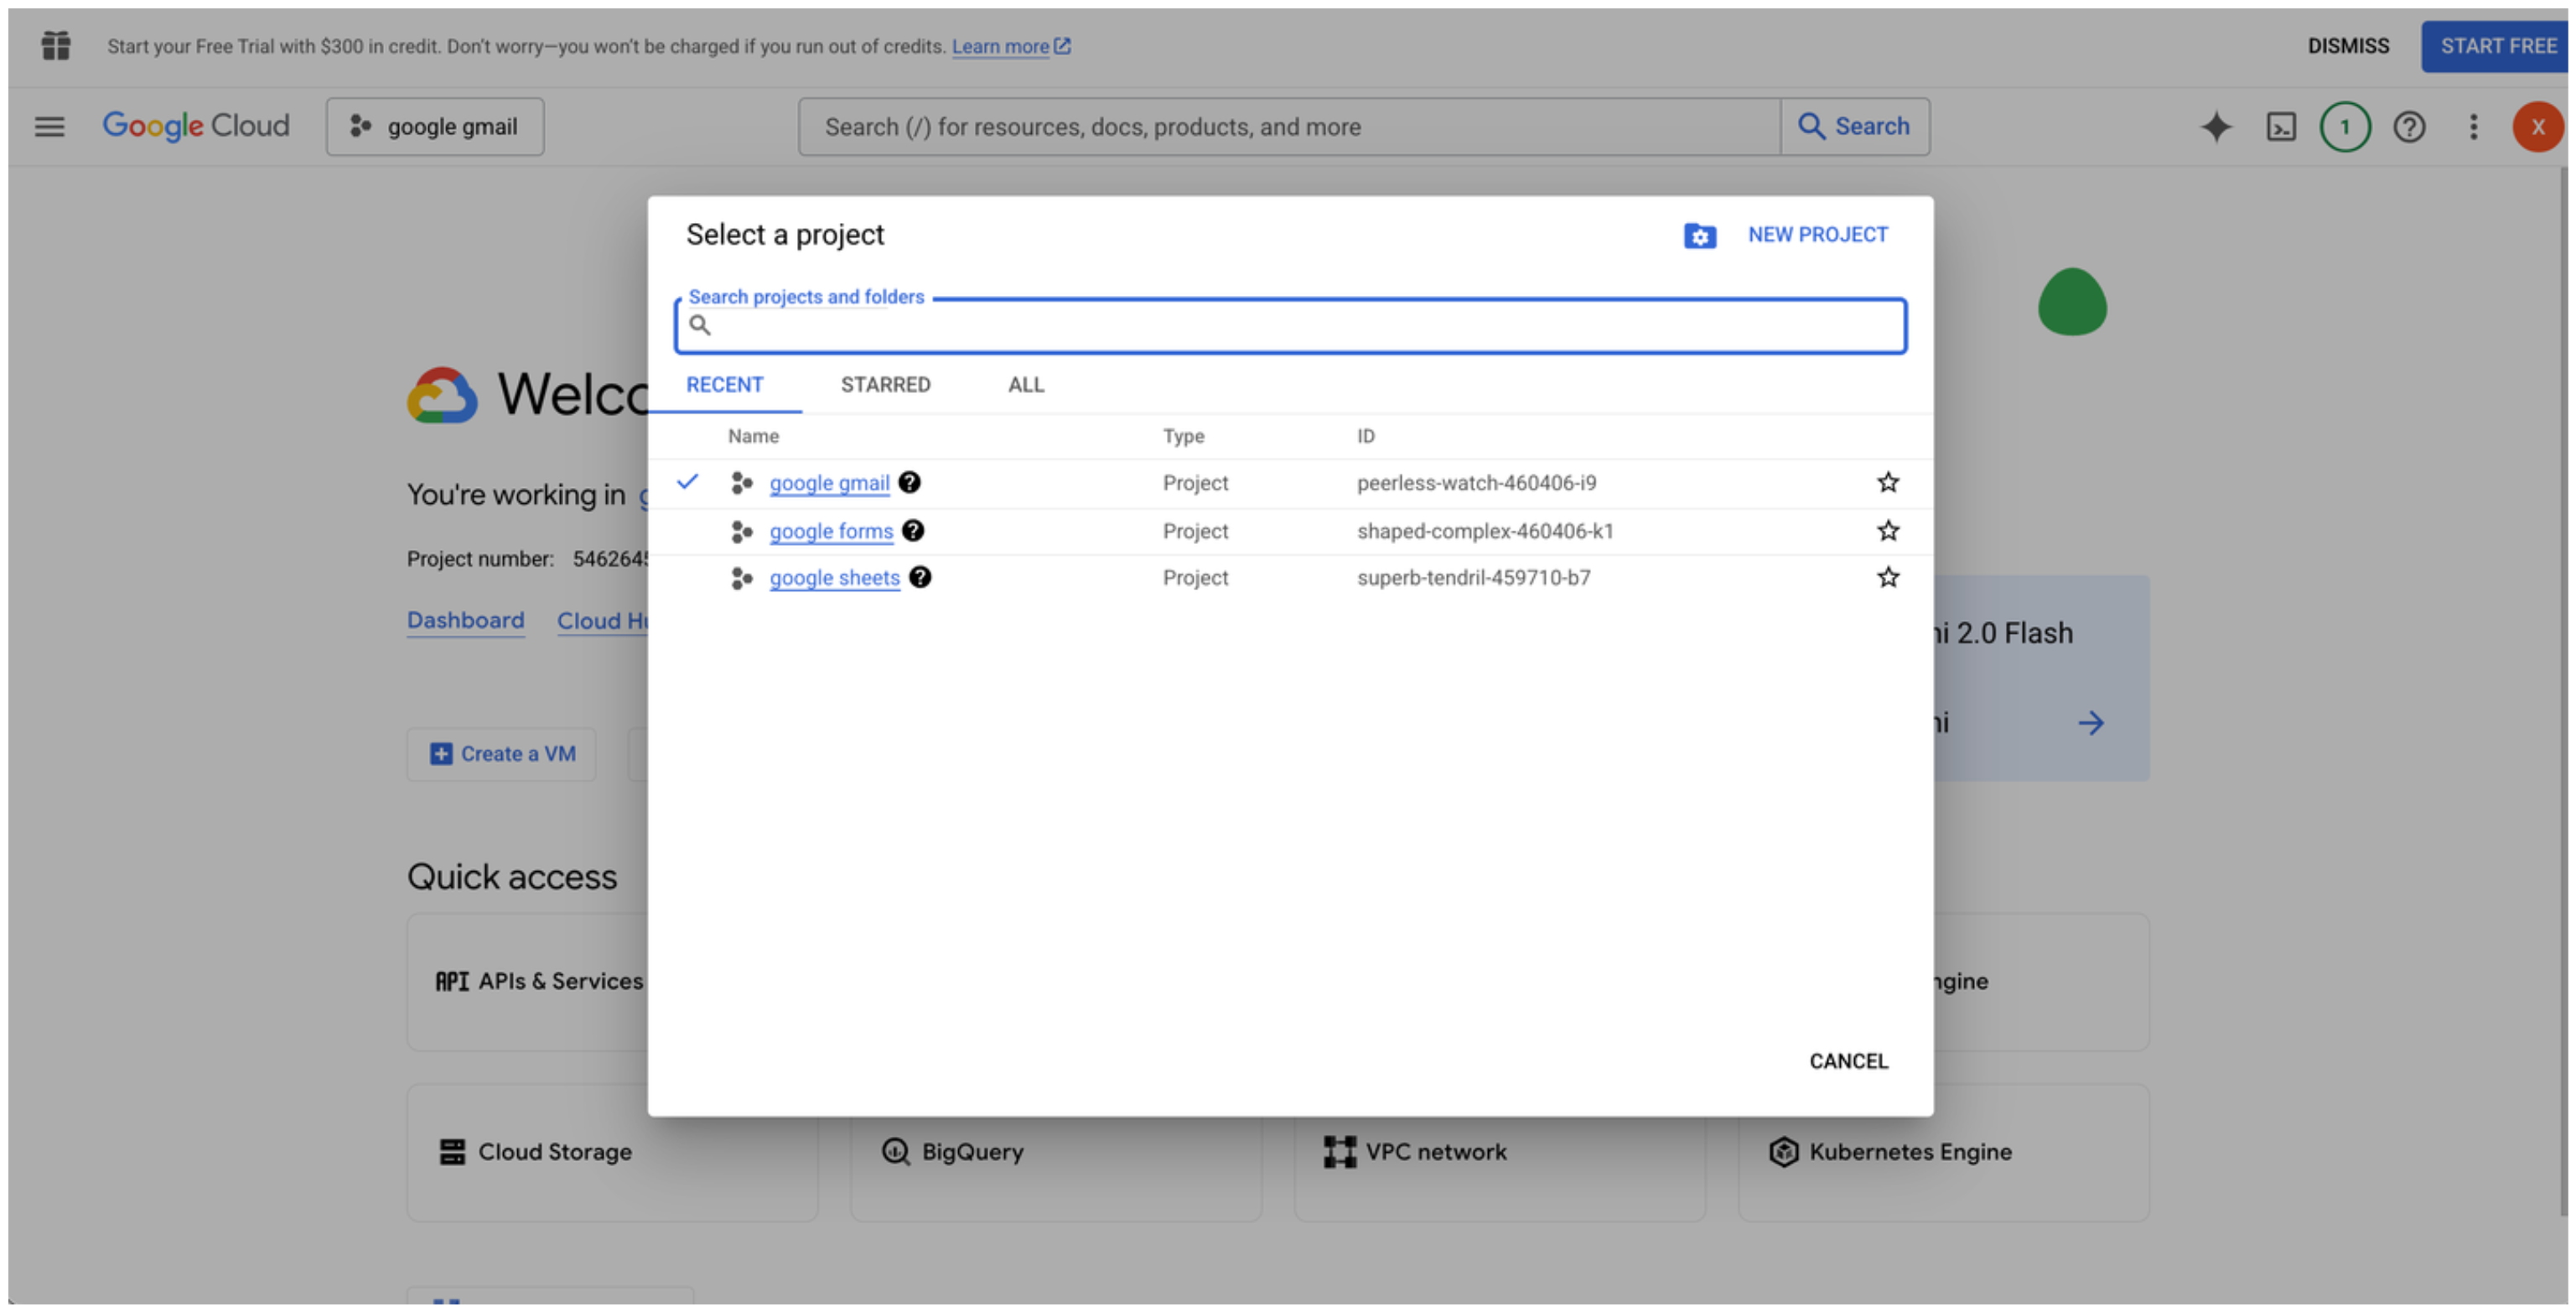 Start your Free Trial with $300 in credit. Don't worry—you won't be charged if you run out of credits. Learn more
DISMISS
START FREE
Google Cloud
google gmail
Search (/) for resources, docs, products, and more
Search
1
X
Select a project
NEW PROJECT
Search projects and folders
RECENT STARRED ALL
Name Type ID
google gmail Project peerless-watch-460406-i9
google forms Project shaped-complex-460406-k1
google sheets Project superb-tendril-459710-b7
CANCEL
Welco
You're working in
Project number: 546264
Dashboard Cloud H
ni 2.0 Flash
ni
Create a VM
Quick access
API APIs & Services
ngine
Cloud Storage
BigQuery
VPC network
Kubernetes Engine